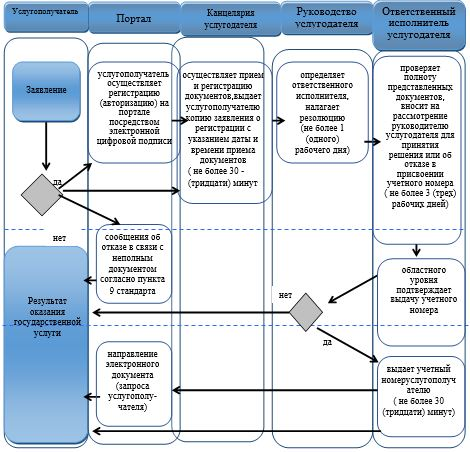 Услугополучатель
Портал
Канцелярия
услугодателя
Руководство
услугодателя
Ответственный
исполнитель
услугодателя
Заявление
да
нет
Результат
оказания
государственной
услуги
услугополучатель
осуществляет
регистрацию
(авторизацию) на
портале
посредством
электронной
цифровой подписи
сообщения об
отказе в связи с
неполным
документом
согласно пункта
9 стандарта
направление
электронного
документа
(запроса
услугополу-
чателя)
осуществляет прием
и регистрацию
документов,выдает
услугополучателю
копию заявления о
регистрации с
указанием даты и
времени приема
документов
( не более 30 -
(тридцати) минут
определяет
ответственного
исполнителя,
налагает
резолюцию
(не более 1
(одного)
рабочего дня)
нет
да
проверяет
полноту
представленных
документов,
вносит на
рассмотрение
руководителю
услугодателя для
принятия
решения или об
отказе в
присвоении
учетного номера
( не более 3 (трех)
рабочих дней)
областного
уровня
подтверждает
выдачу учетного
номера
выдает учетный
номеруслугополуч
ателю
( не более 30
(тридцати) минут)